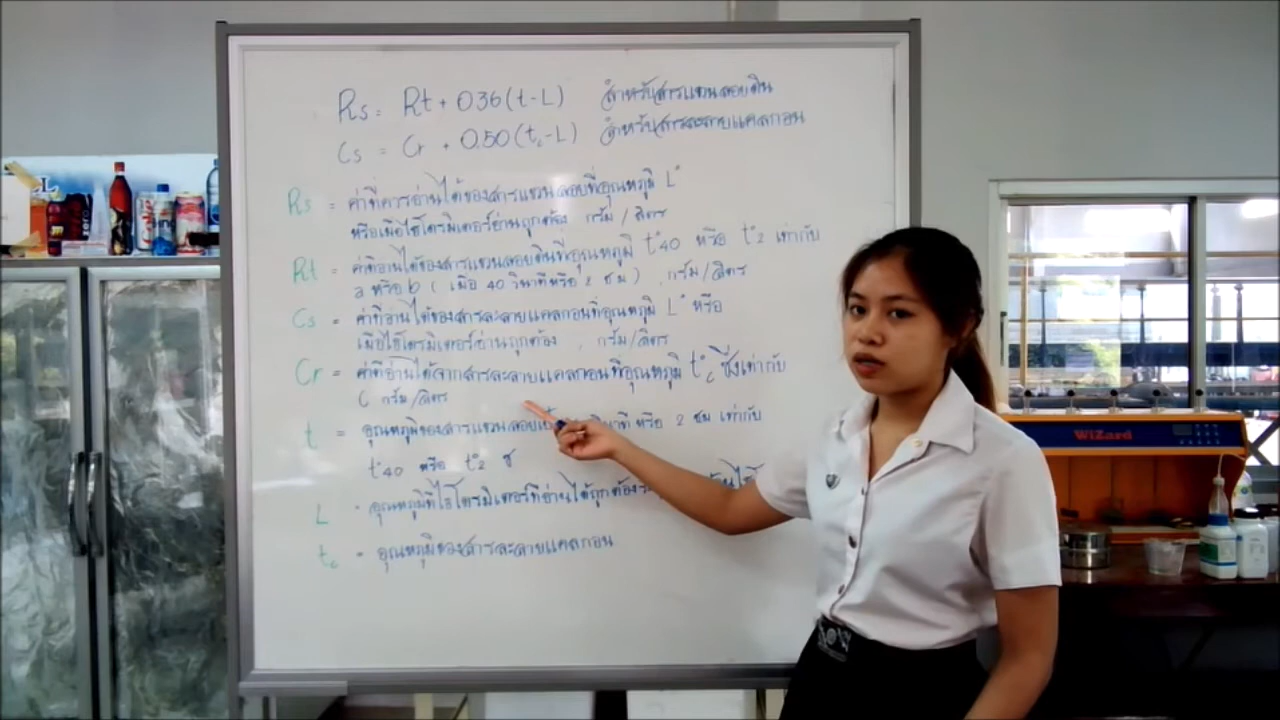 Rs = Rt + 0.36 (t - L) สำหรับสารแขวนลอยดิน
Cs = Cr + 0.50 (tc - L) สำหรับสารละลายแคลกอน
Rs = ค่าที่ควรอ่านได้ของสารแขวนลอยที่อุณหภูมิ L°
หรือเมื่อไฮโดรมิเตอร์อ่านถูกต้อง กรัม / ลิตร
Rt = ค่าที่อ่านได้ของสารแขวนลอยดินที่อุณหภูมิ t°40 หรือ t°2 เท่ากับ
a หรือ b ( เมื่อ 40 วินาทีหรือ 2 ชม ) , กรัม / ลิตร
Cs = ค่าที่อ่านได้ของสารละลายแคลกอนที่อุณหภูมิ L° หรือ
เมื่อไฮโดรมิเตอร์อ่านถูกต้อง , กรัม/ลิตร
Cr = ค่าที่อ่านได้จากสารละลายแคลกอนที่อุณหภูมิ t°c ซึ่งเท่ากับ
C กรัม/ลิตร
t = อุณหภูมิของสารแขวนลอย วินาที หรือ 2 ชม เท่ากับ
t°40 หรือ t°2 ซ
L = อุณหภูมิที่ไฮโดรมิเตอร์ที่อ่านได้ถูกต้อง
tc = อุณหภูมิของสารละลายแคลกอน
WiZard